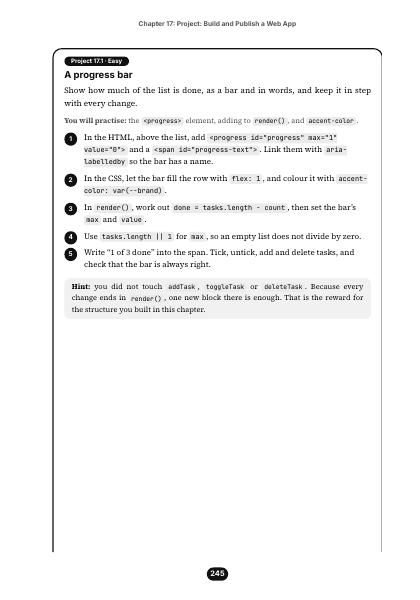 Chapter 17: Project: Build and Publish a Web App
Project 17.1 · Easy
A progress bar
Show how much of the list is done, as a bar and in words, and keep it in step
with every change.
You will practise: the <progress> element, adding to render(), and accent-color.
1 In the HTML, above the list, add <progress id="progress" max="1"
value="0"> and a <span id="progress-text">. Link them with aria-
labelledby so the bar has a name.
2 In the CSS, let the bar fill the row with flex: 1, and colour it with accent-
color: var(--brand).
3 In render(), work out done = tasks.length - count, then set the bar's
max and value.
4 Use tasks.length || 1 for max, so an empty list does not divide by zero.
5 Write “1 of 3 done” into the span. Tick, untick, add and delete tasks, and
check that the bar is always right.
Hint: you did not touch addTask, toggleTask or deleteTask. Because every
change ends in render(), one new block there is enough. That is the reward for
the structure you built in this chapter.
245